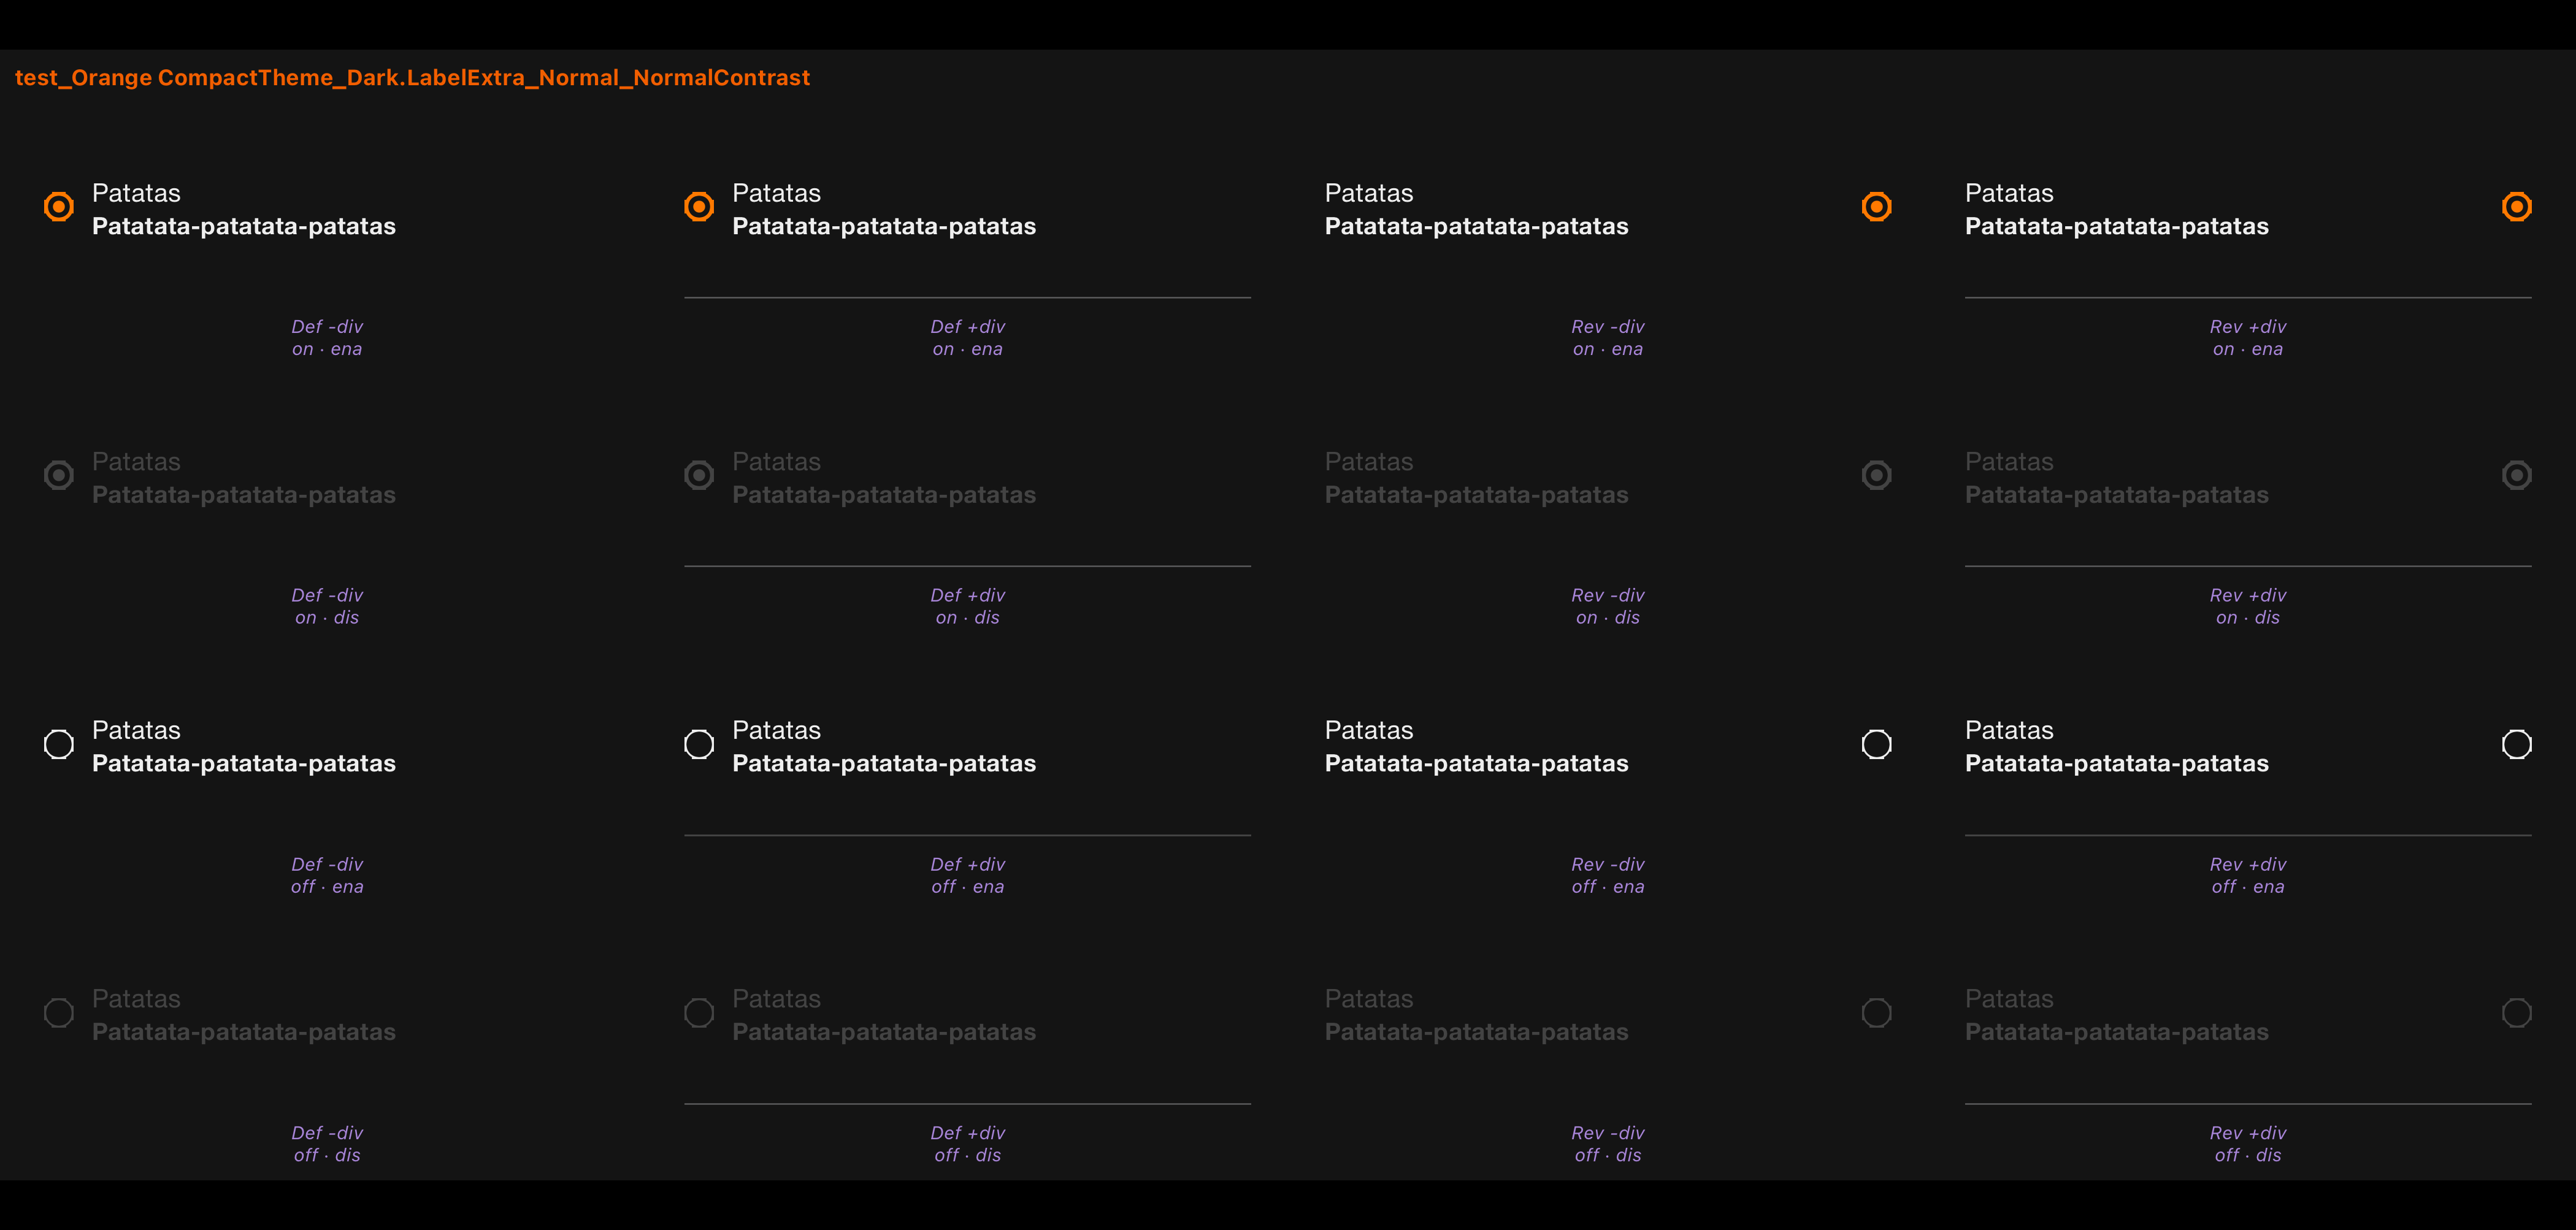 test_Orange CompactTheme_Dark.LabelExtra_Normal_NormalContrast
Patatas
Patatata-patatata-patatas
Def -div
on · ena
Patatas
Patatata-patatata-patatas
Def +div
on · ena
Patatas
Patatata-patatata-patatas
Rev -div
on · ena
Patatas
Patatata-patatata-patatas
Rev +div
on · ena
Patatas
Patatata-patatata-patatas
Def -div
on · dis
Patatas
Patatata-patatata-patatas
Def +div
on · dis
Patatas
Patatata-patatata-patatas
Rev -div
on · dis
Patatas
Patatata-patatata-patatas
Rev +div
on · dis
Patatas
Patatata-patatata-patatas
Def -div
off · ena
Patatas
Patatata-patatata-patatas
Def +div
off · ena
Patatas
Patatata-patatata-patatas
Rev -div
off · ena
Patatas
Patatata-patatata-patatas
Rev +div
off · ena
Patatas
Patatata-patatata-patatas
Def -div
off · dis
Patatas
Patatata-patatata-patatas
Def +div
off · dis
Patatas
Patatata-patatata-patatas
Rev -div
off · dis
Patatas
Patatata-patatata-patatas
Rev +div
off · dis